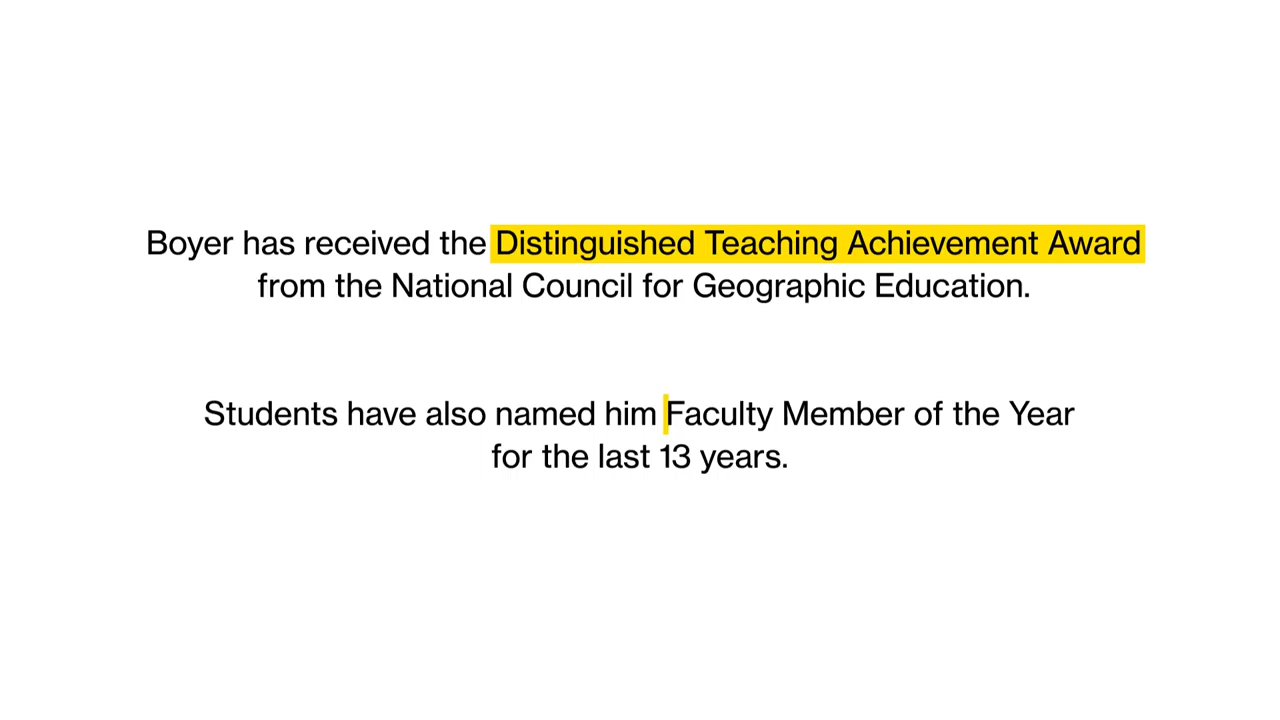 Boyer has received the Distinguished Teaching Achievement Award
from the National Council for Geographic Education.
Students have also named him Faculty Member of the Year
for the last 13 years.